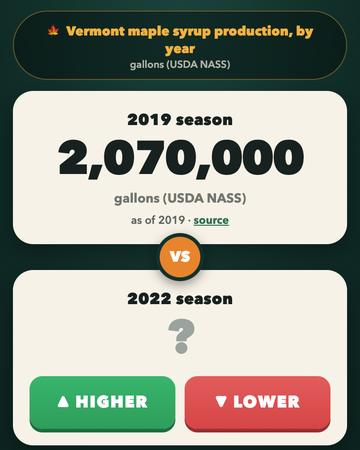 🍁 Vermont maple syrup production, by
year
gallons (USDA NASS)
2019 season
2,070,000
gallons (USDA NASS)
as of 2019 · source
VS
2022 season
?
▲ HIGHER
▼ LOWER